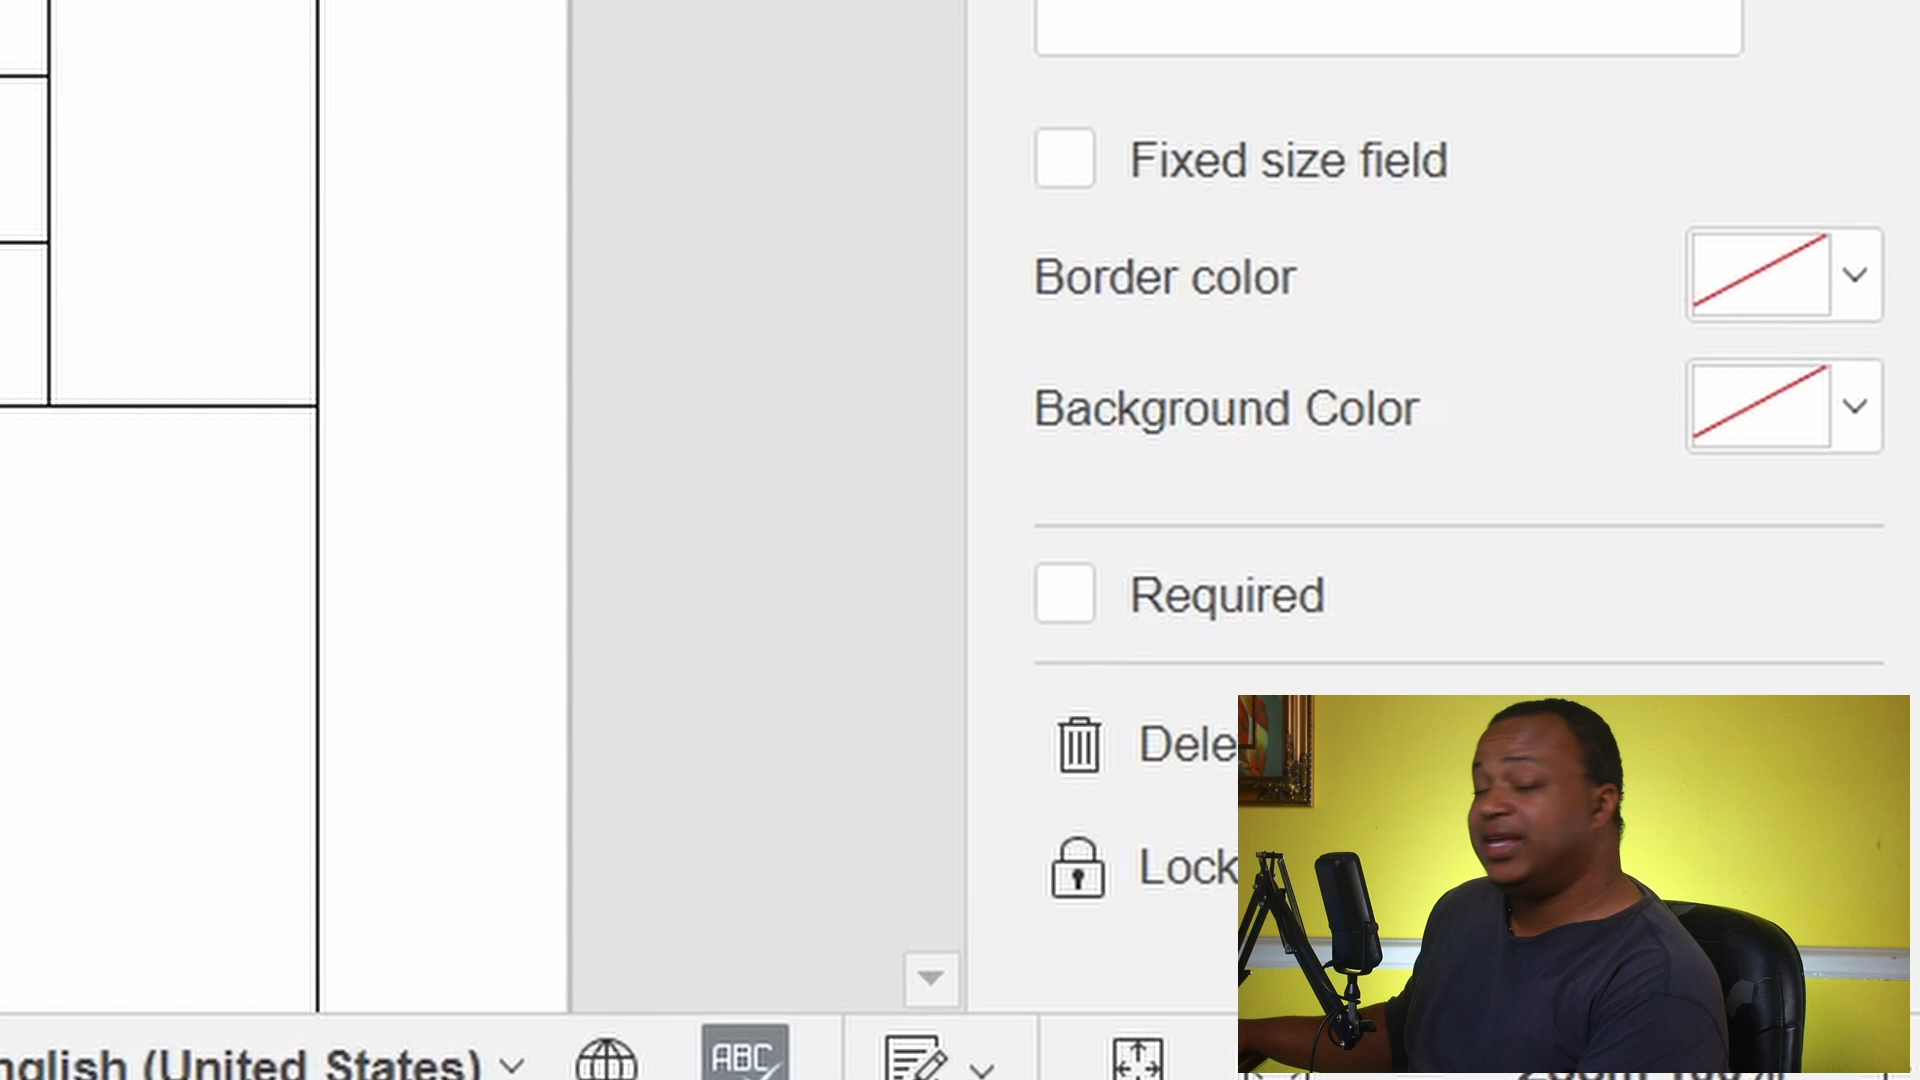 Fixed size field
Border color
Background Color
Required
Dele
Lock
nglish (United States)
ABC